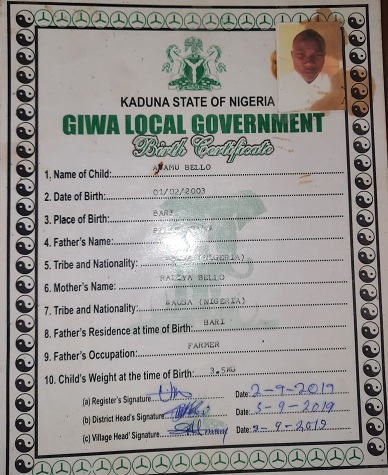 KADUNA STATE OF NIGERIA
GIWA LOCAL GOVERNMENT
Birth Certificate
1. Name of Child: BELLO
2. Date of Birth: 01/02/2003
3. Place of Birth: BARI
4. Father's Name:
5. Tribe and Nationality: (NIGERIA)
6. Mother's Name: BELLO
7. Tribe and Nationality: HAUSA (NIGERIA)
8. Father's Residence at time of Birth: BARI
9. Father's Occupation: FARMER
10. Child's Weight at time of Birth: 3.5KG
(a) Register's Signature Date: 2-9-2019
(b) District Head's Signature Date: 5-9-2019
(c) Village Head' Signature Date: 2-9-2019